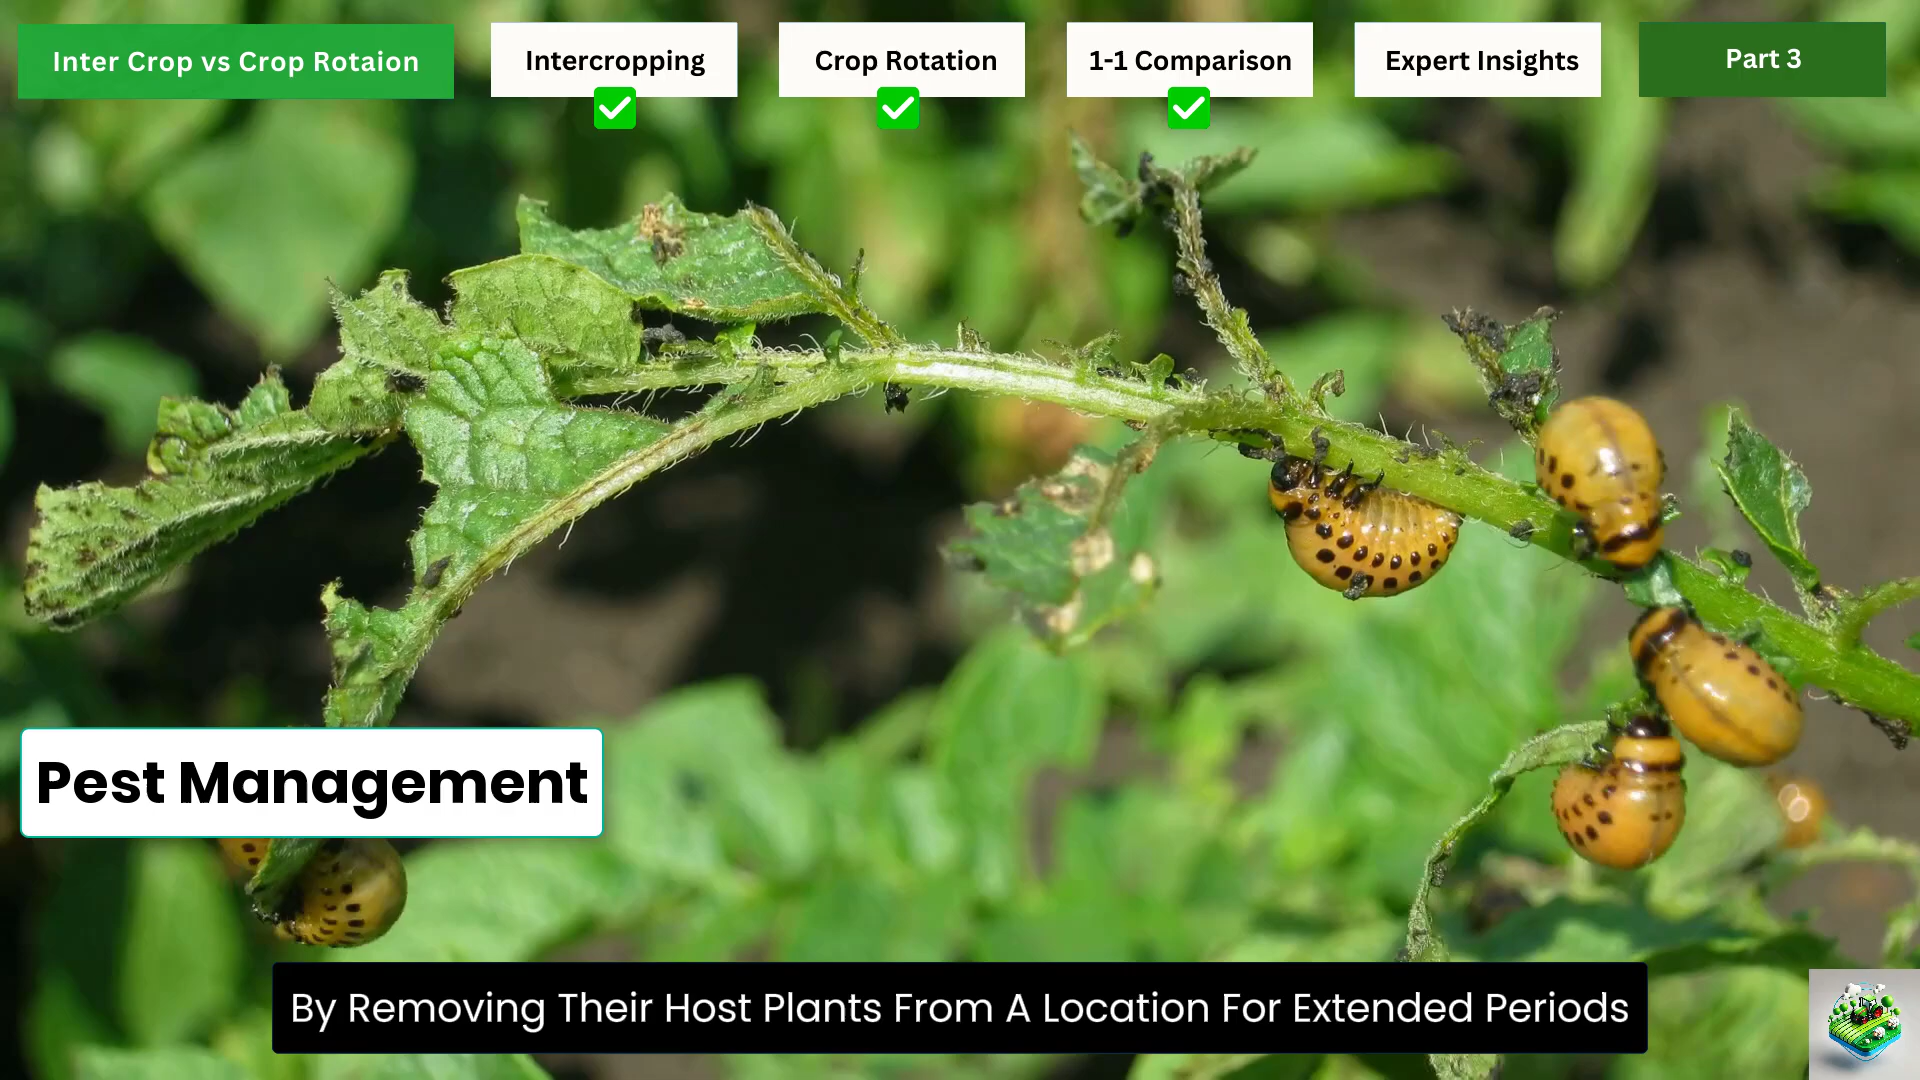 Inter Crop vs Crop Rotaion
Intercropping
Crop Rotation
1-1 Comparison
Expert Insights
Part 3
Pest Management
By Removing Their Host Plants From A Location For Extended Periods